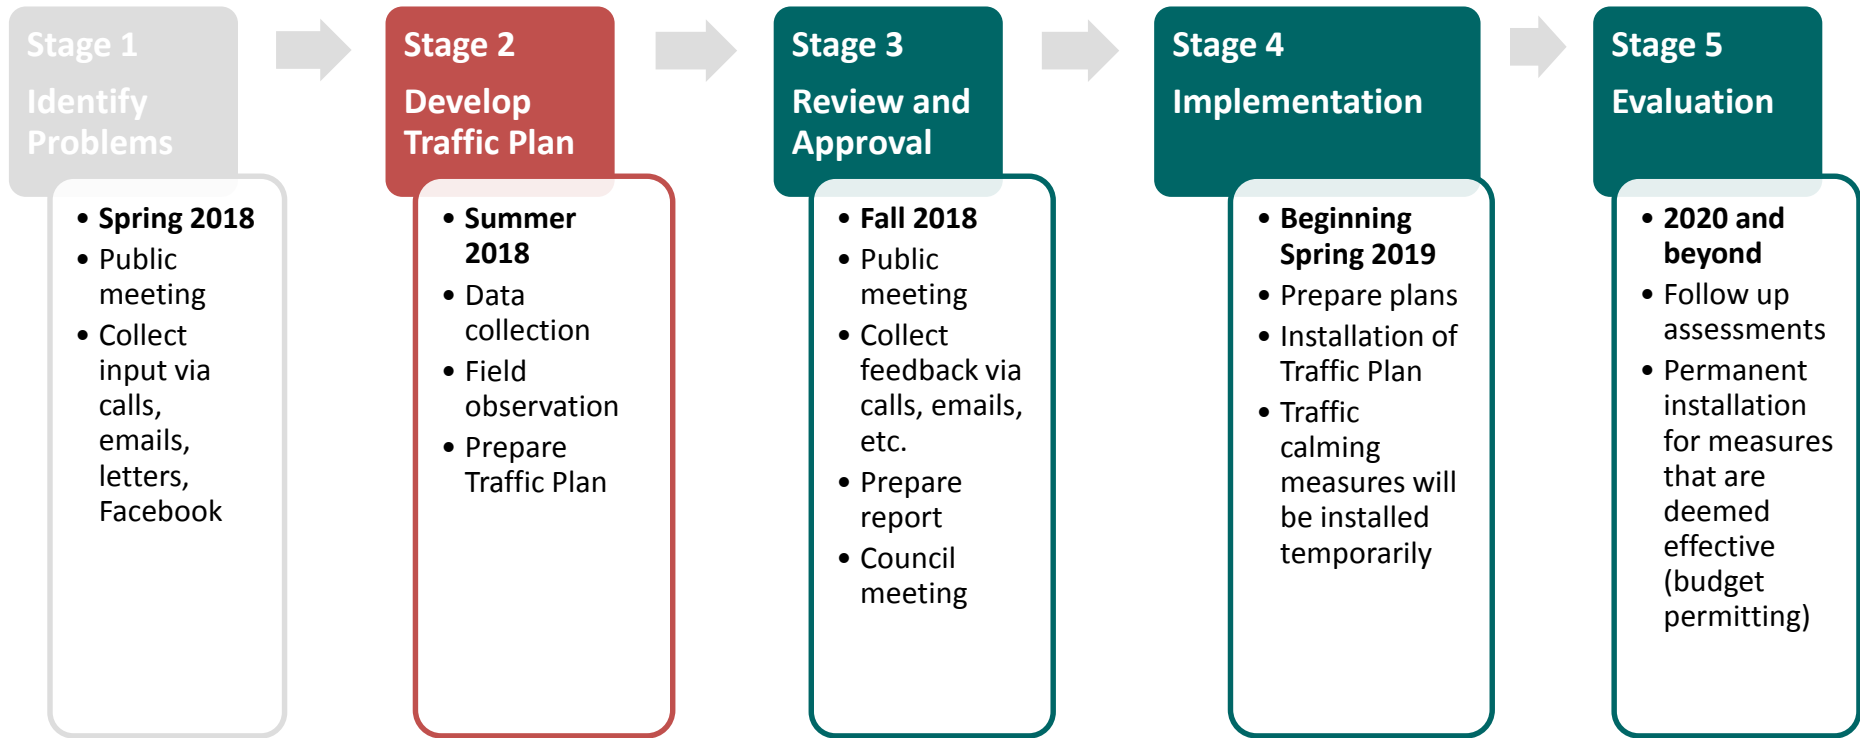 Stage 1
Identify
Problems
• Spring 2018
• Public
meeting
• Collect
input via
calls,
emails,
letters,
Facebook
Stage 2
Develop
Traffic Plan
• Summer
2018
• Data
collection
• Field
observation
• Prepare
Traffic Plan
Stage 3
Review and
Approval
• Fall 2018
• Public
meeting
• Collect
feedback via
calls, emails,
etc.
• Prepare
report
• Council
meeting
Stage 4
Implementation
• Beginning
Spring 2019
• Prepare plans
• Installation of
Traffic Plan
• Traffic
calming
measures will
be installed
temporarily
Stage 5
Evaluation
• 2020 and
beyond
• Follow up
assessments
• Permanent
installation
for measures
that are
deemed
effective
(budget
permitting)